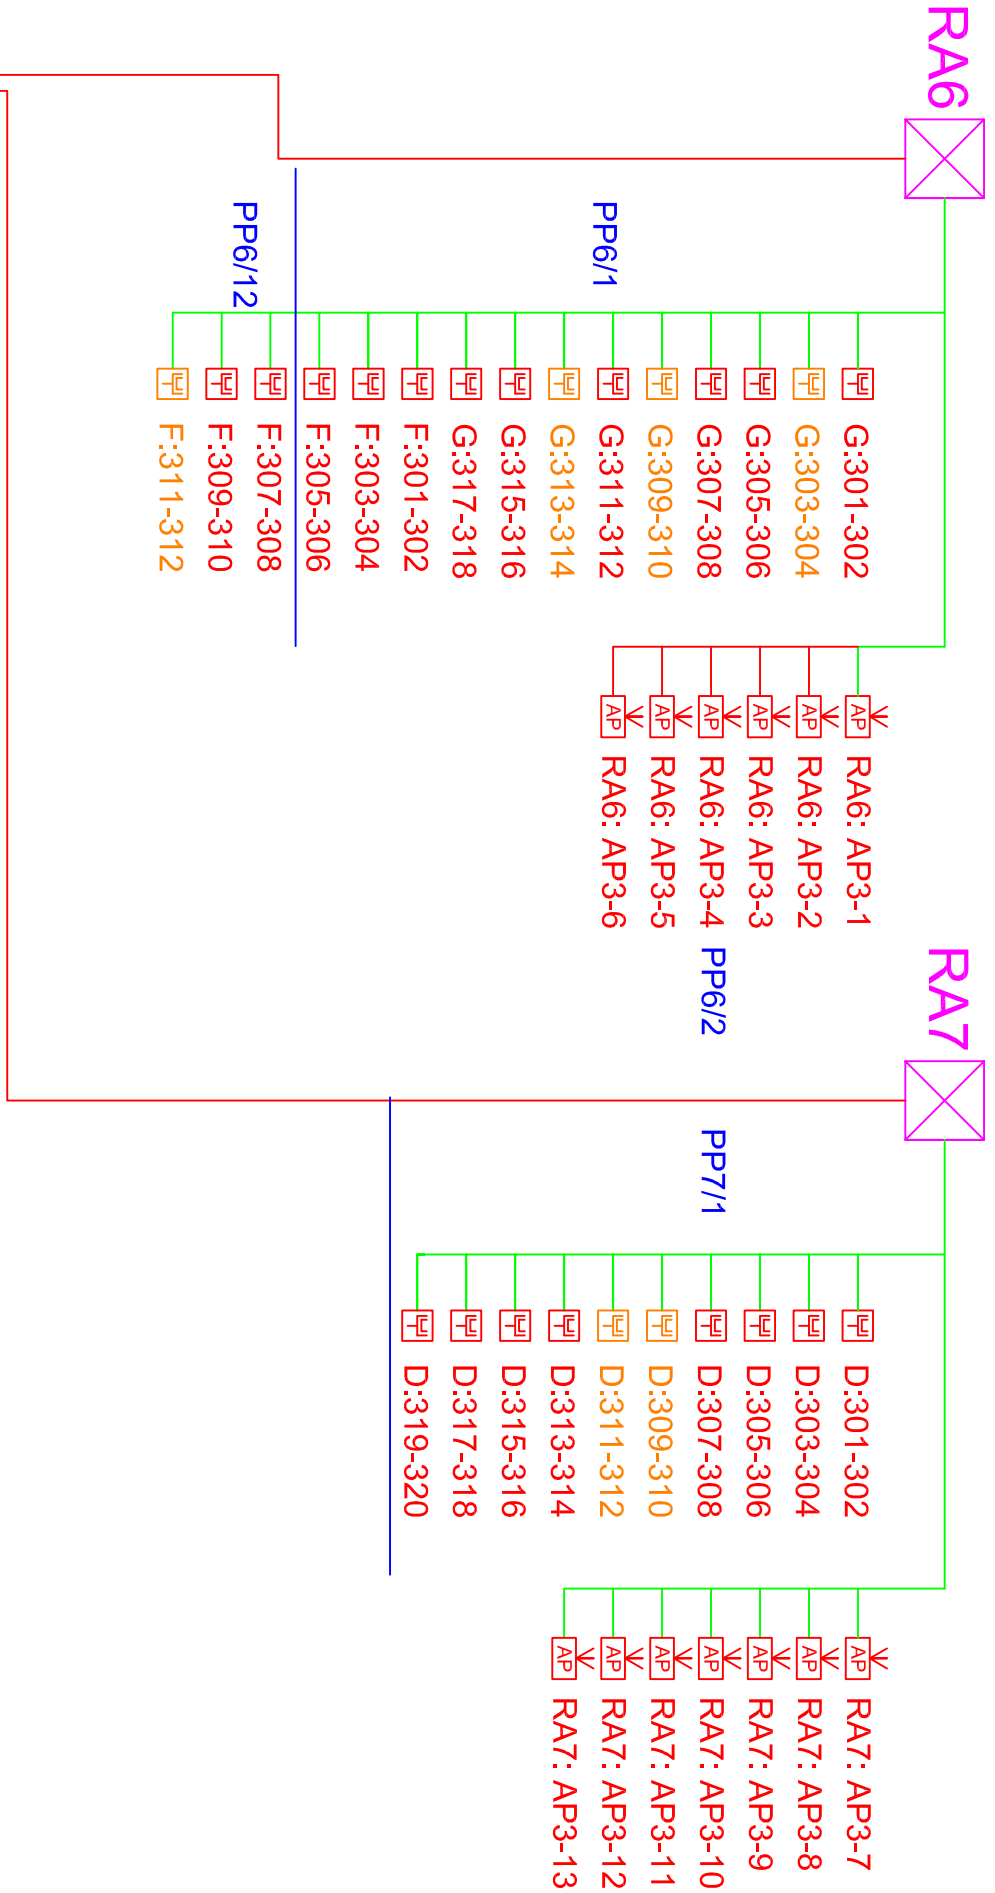 RA6
PP6/1
PP6/12
G:301-302
G:303-304
G:305-306
G:307-308
G:309-310
G:311-312
G:313-314
G:315-316
G:317-318
F:301-302
F:303-304
F:305-306
F:307-308
F:309-310
F:311-312
AP RA6: AP3-1
AP RA6: AP3-2
AP RA6: AP3-3
AP RA6: AP3-4
AP RA6: AP3-5
AP RA6: AP3-6
PP6/2
RA7
PP7/1
D:301-302
D:303-304
D:305-306
D:307-308
D:309-310
D:311-312
D:313-314
D:315-316
D:317-318
D:319-320
AP RA7: AP3-7
AP RA7: AP3-8
AP RA7: AP3-9
AP RA7: AP3-10
AP RA7: AP3-11
AP RA7: AP3-12
AP RA7: AP3-13